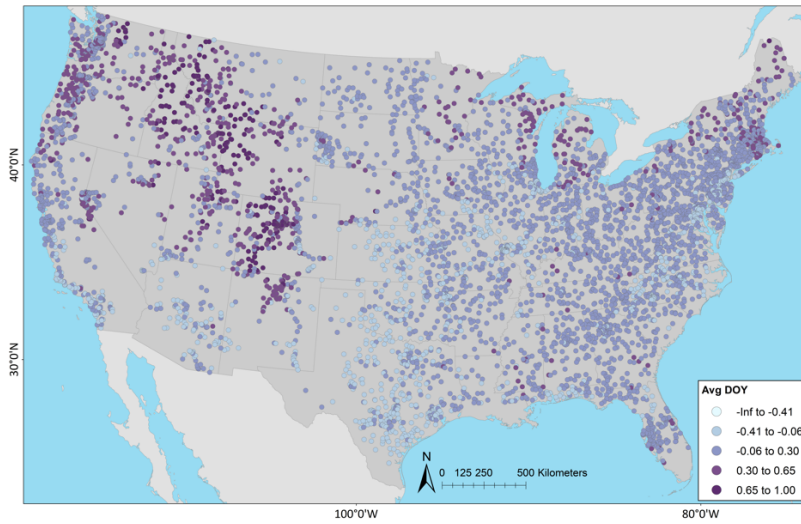 40°0'N
30°0'N
100°0'W
80°0'W
N
0 125 250 500 Kilometers
Avg DOY
-Inf to -0.41
-0.41 to -0.06
-0.06 to 0.30
0.30 to 0.65
0.65 to 1.00